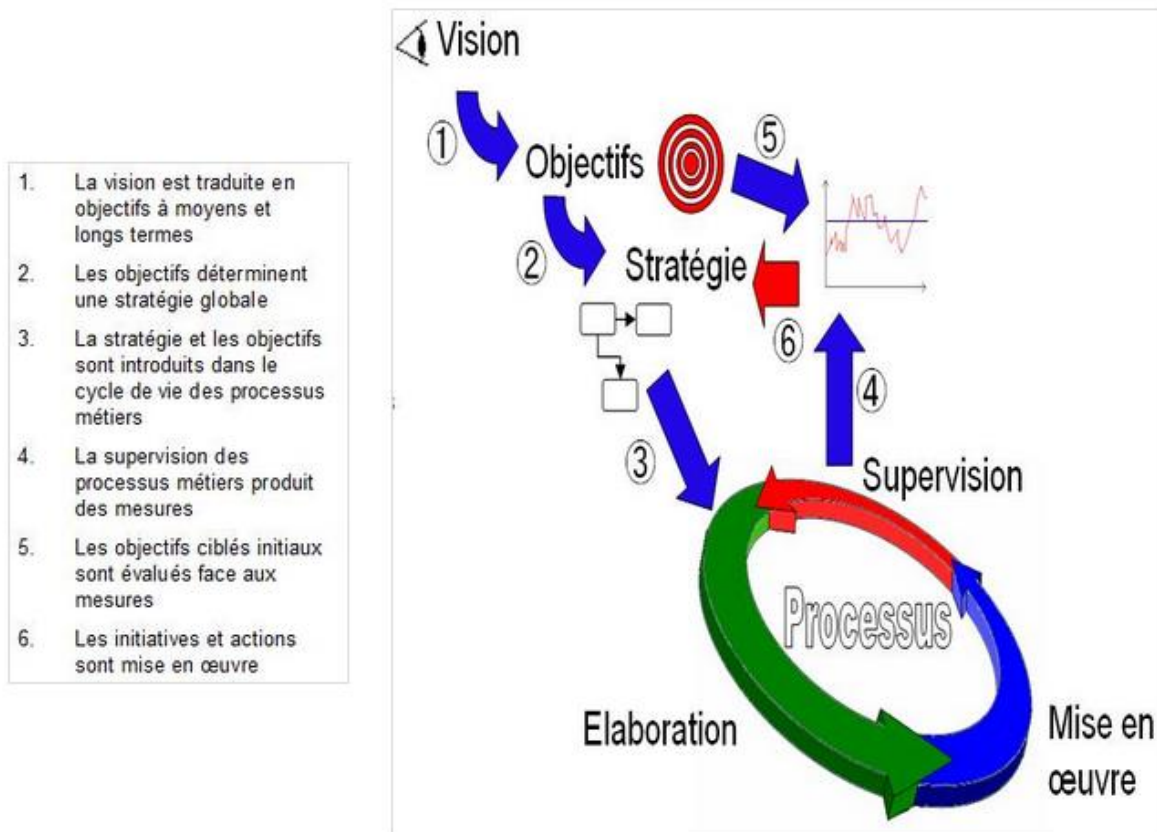 1. La vision est traduite en
objectifs à moyens et
longs termes
2. Les objectifs déterminent
une stratégie globale
3. La stratégie et les objectifs
sont introduits dans le
cycle de vie des processus
métiers
4. La supervision des
processus métiers produit
des mesures
5. Les objectifs ciblés initiaux
sont évalués face aux
mesures
6. Les initiatives et actions
sont mise en œuvre
Vision
①
Objectifs
⑤
②
Stratégie
⑥
④
③
Supervision
Processus
Elaboration
Mise en
œuvre